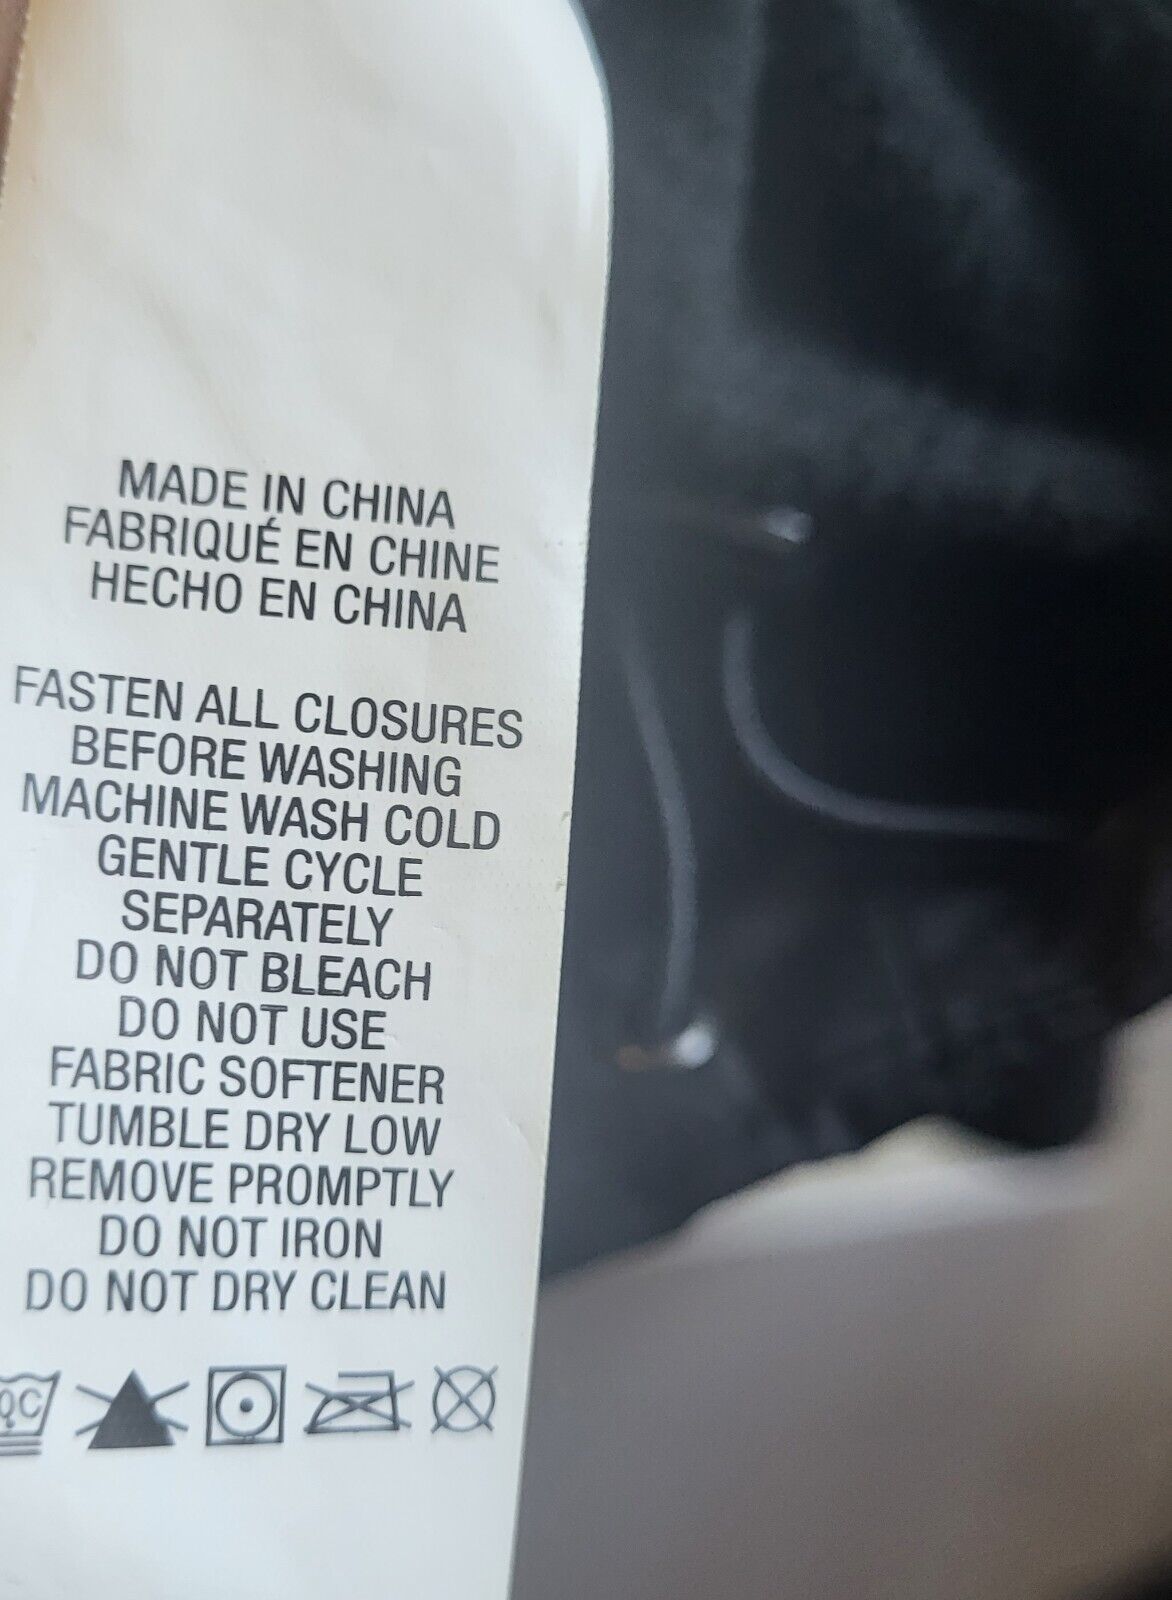 MADE IN CHINA
FABRIQUÉ EN CHINE
HECHO EN CHINA
FASTEN ALL CLOSURES
BEFORE WASHING
MACHINE WASH COLD
GENTLE CYCLE
SEPARATELY
DO NOT BLEACH
DO NOT USE
FABRIC SOFTENER
TUMBLE DRY LOW
REMOVE PROMPTLY
DO NOT IRON
DO NOT DRY CLEAN